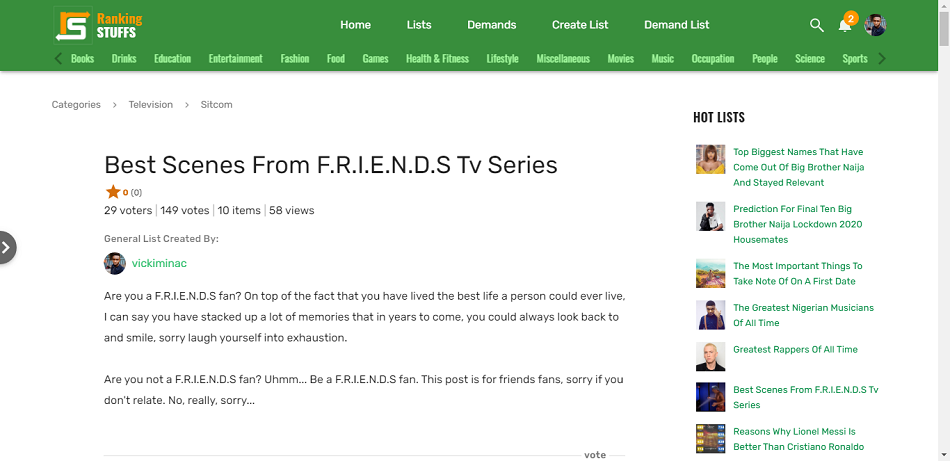 Ranking
STUFFS
Home Lists Demands Create List Demand List
2
Books Drinks Education Entertainment Fashion Food Games Health & Fitness Lifestyle Miscellaneous Movies Music Occupation People Science Sports
Categories > Television > Sitcom
Best Scenes From F.R.I.E.N.D.S Tv Series
0 (0)
29 voters | 149 votes | 10 items | 58 views
General List Created By:
vickiminac
Are you a F.R.I.E.N.D.S fan? On top of the fact that you have lived the best life a person could ever live,
I can say you have stacked up a lot of memories that in years to come, you could always look back to
and smile, sorry laugh yourself into exhaustion.
Are you not a F.R.I.E.N.D.S fan? Uhmm... Be a F.R.I.E.N.D.S fan. This post is for friends fans, sorry if you
don't relate. No, really, sorry...
vote
HOT LISTS
Top Biggest Names That Have
Come Out Of Big Brother Naija
And Stayed Relevant
Prediction For Final Ten Big
Brother Naija Lockdown 2020
Housemates
The Most Important Things To
Take Note Of On A First Date
The Greatest Nigerian Musicians
Of All Time
Greatest Rappers Of All Time
Best Scenes From F.R.I.E.N.D.S Tv
Series
Reasons Why Lionel Messi Is
Better Than Cristiano Ronaldo